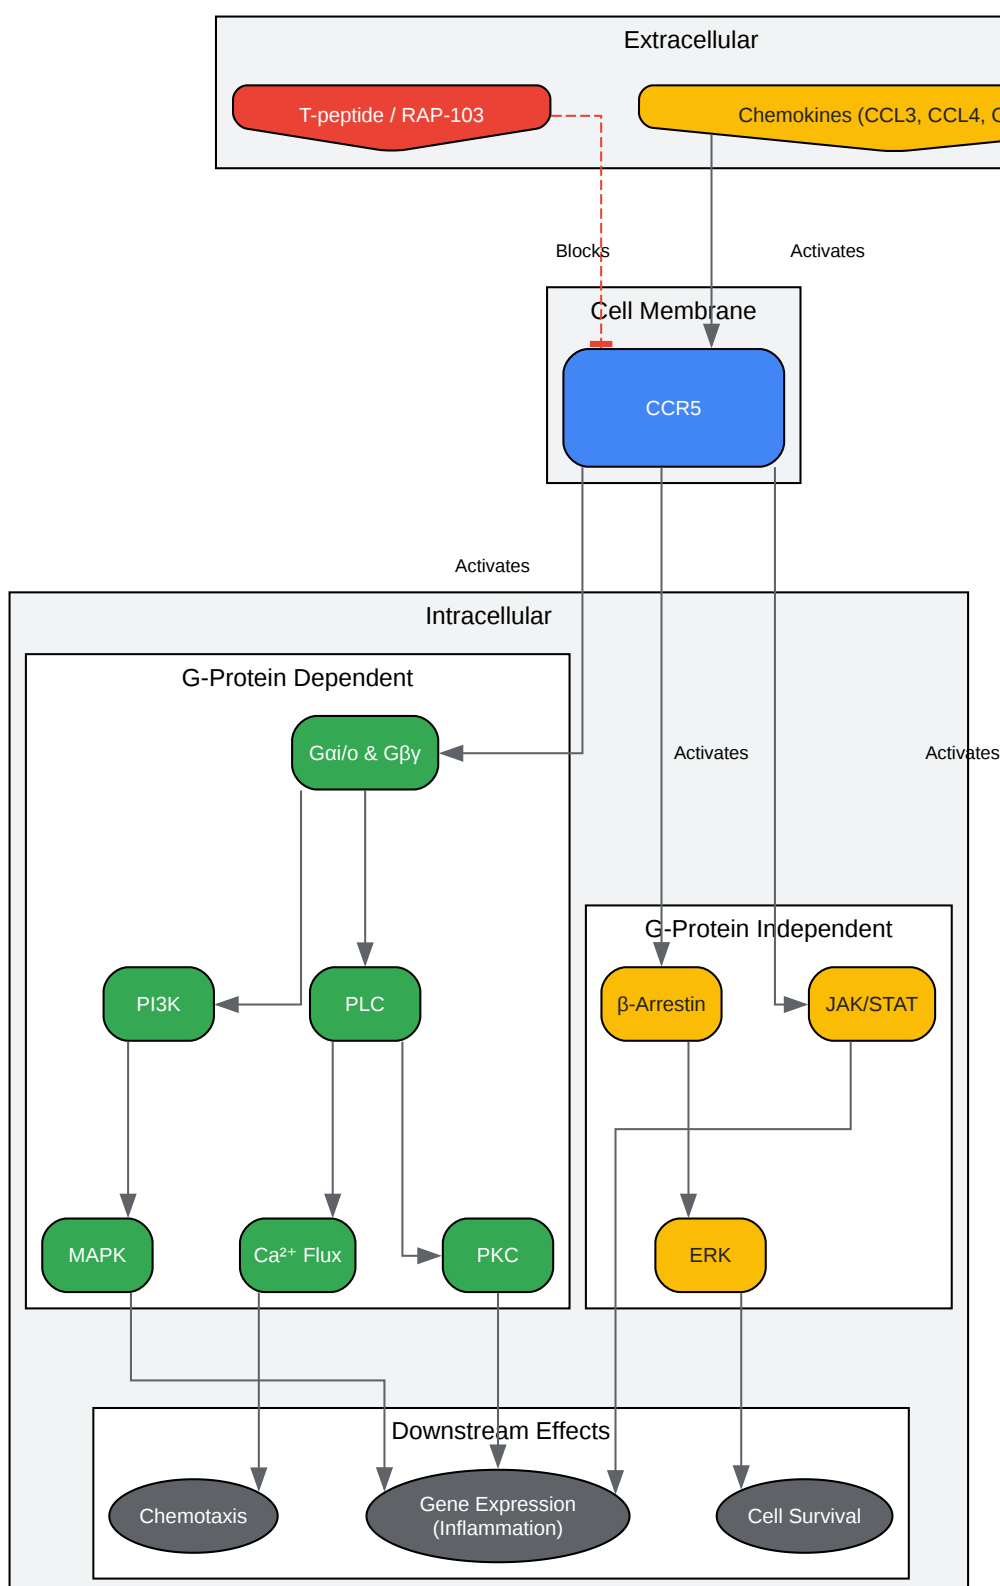 Extracellular
T-peptide / RAP-103
Chemokines (CCL3, CCL4, C
Blocks
Activates
Cell Membrane
CCR5
Activates
Intracellular
G-Protein Dependent
Gαi/o & Gβγ
Activates
Activates
G-Protein Independent
PI3K
PLC
β-Arrestin
JAK/STAT
MAPK
Ca²⁺ Flux
PKC
ERK
Downstream Effects
Chemotaxis
Gene Expression
(Inflammation)
Cell Survival